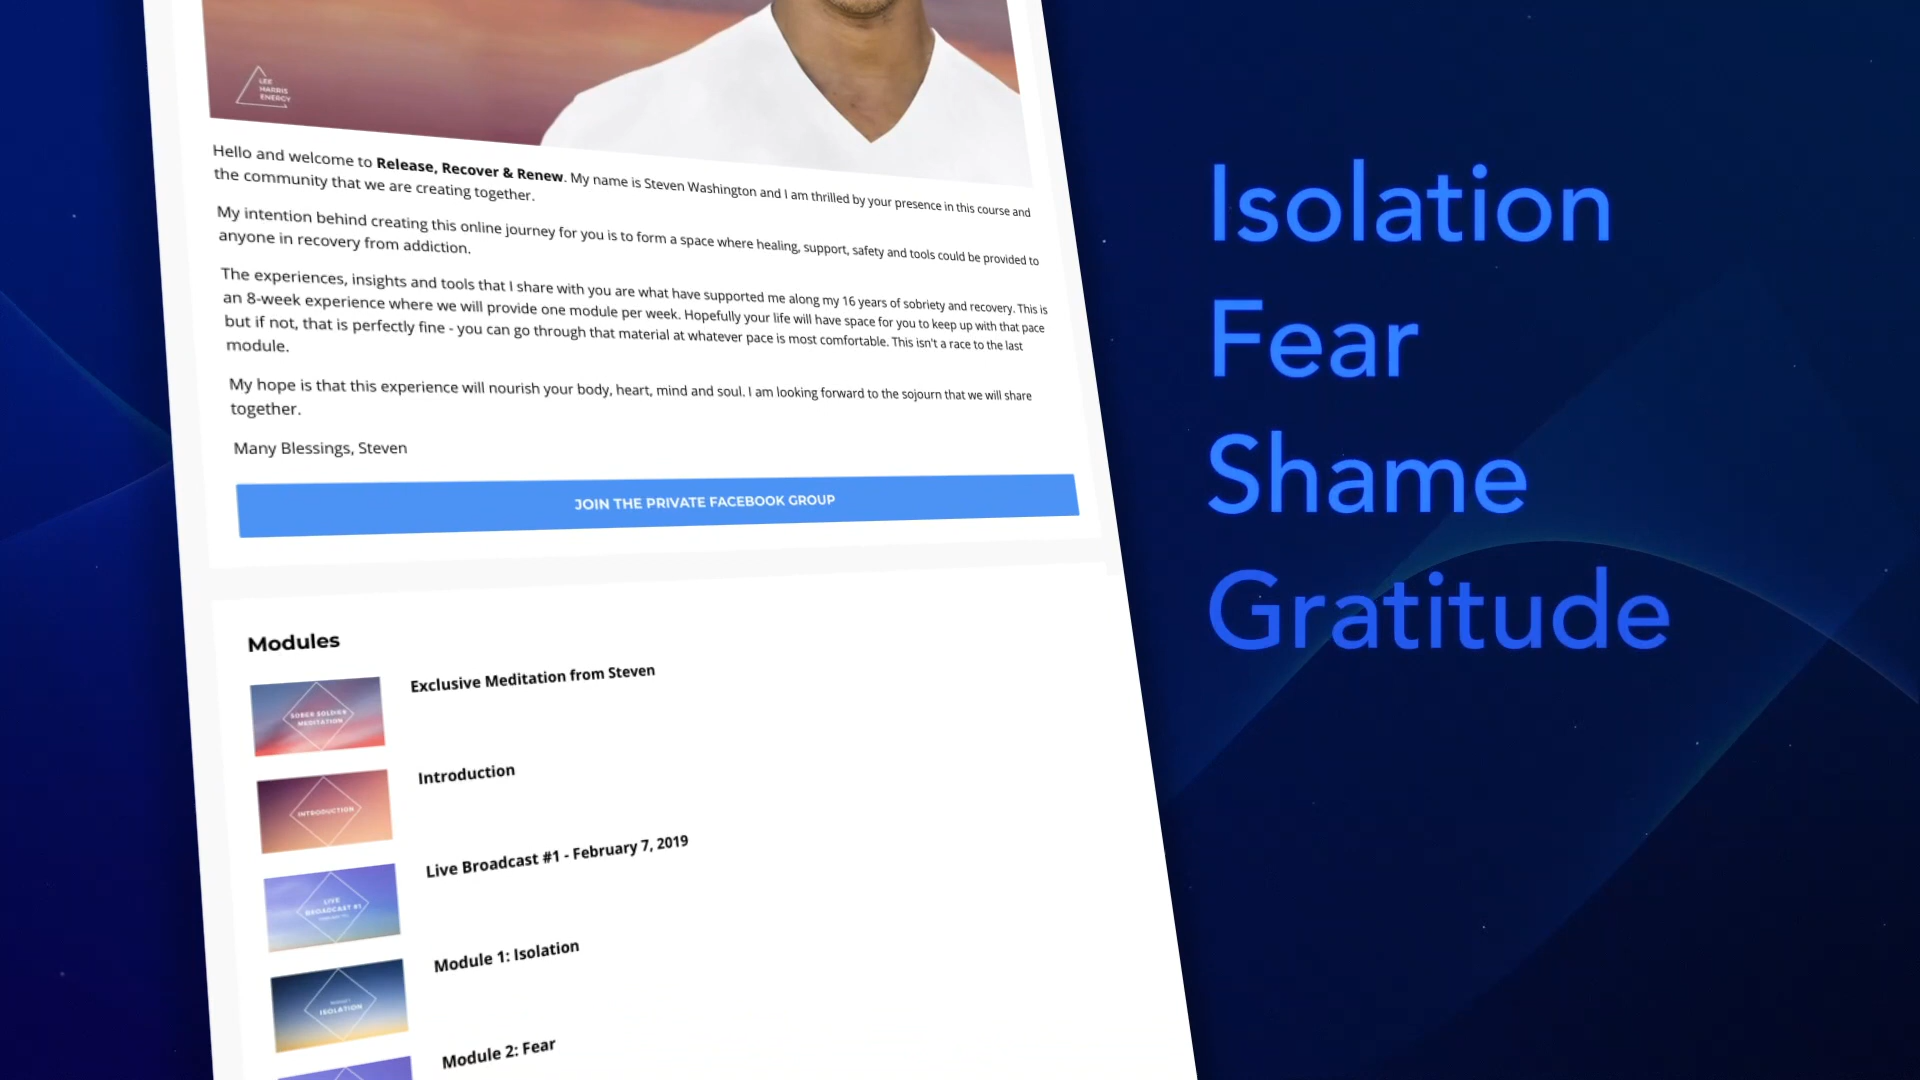 LEE
HARRIS
ENERGY
Hello and welcome to Release, Recover & Renew. My name is Steven Washington and I am thrilled by your presence in this course and
the community that we are creating together.
My intention behind creating this online journey for you is to form a space where healing, support, safety and tools could be provided to
anyone in recovery from addiction.
The experiences, insights and tools that I share with you are what have supported me along my 16 years of sobriety and recovery. This is
an 8-week experience where we will provide one module per week. Hopefully your life will have space for you to keep up with that pace
but if not, that is perfectly fine - you can go through that material at whatever pace is most comfortable. This isn't a race to the last
module.
My hope is that this experience will nourish your body, heart, mind and soul. I am looking forward to the sojourn that we will share
together.
Many Blessings, Steven
JOIN THE PRIVATE FACEBOOK GROUP
Modules
SOBER SOLDIER
MEDITATION
Exclusive Meditation from Steven
INTRODUCTION
Introduction
LIVE
BROADCAST #1
Live Broadcast #1 - February 7, 2019
ISOLATION
Module 1: Isolation
Module 2: Fear
Isolation
Fear
Shame
Gratitude